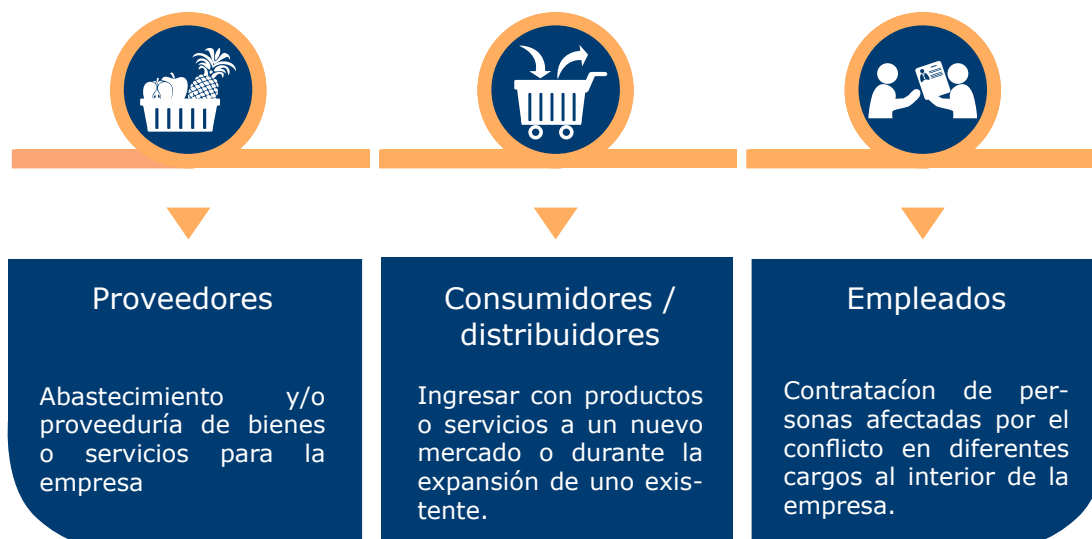 Proveedores
Abastecimiento y/o
proveeduría de bienes
o servicios para la
empresa
Consumidores /
distribuidores
Ingresar con productos
o servicios a un nuevo
mercado o durante la
expansión de uno exis-
tente.
Empleados
Contratacíon de per-
sonas afectadas por el
conflicto en diferentes
cargos al interior de la
empresa.